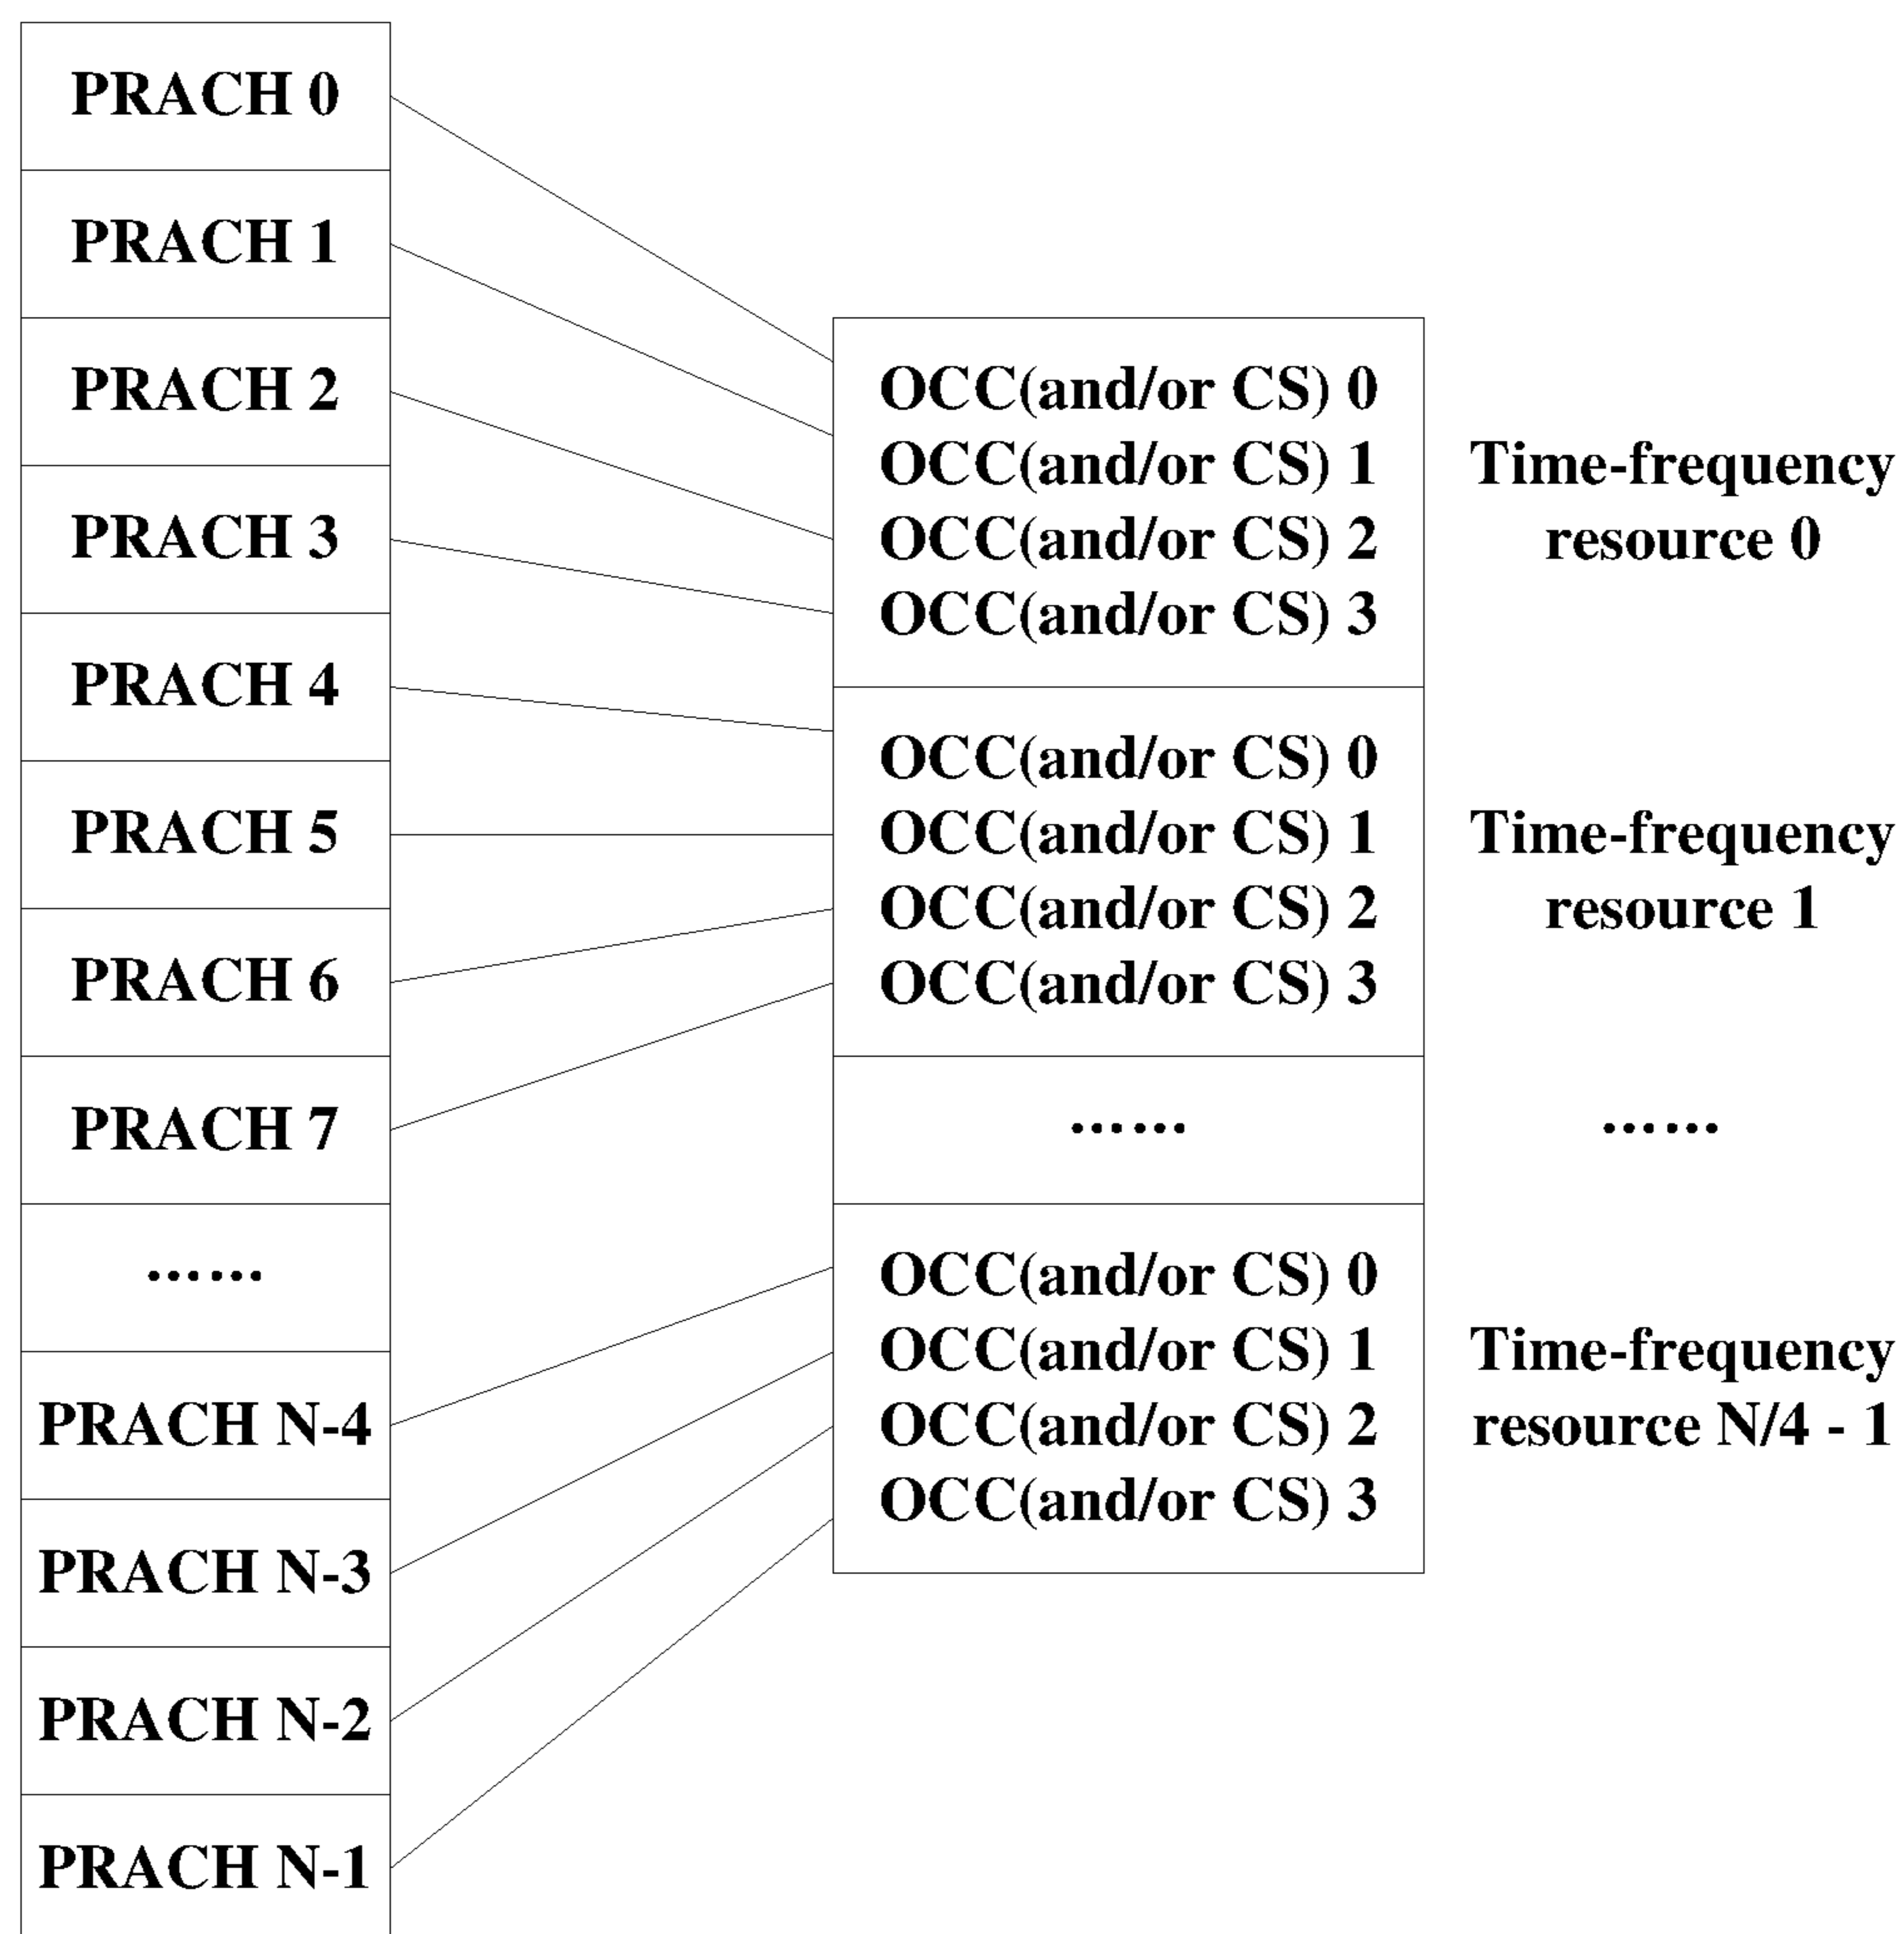 PRACH 0
PRACH 1
PRACH 2
PRACH 3
PRACH 4
PRACH 5
PRACH 6
PRACH 7
......
PRACH N-4
PRACH N-3
PRACH N-2
PRACH N-1
OCC(and/or CS) 0
OCC(and/or CS) 1
OCC(and/or CS) 2
OCC(and/or CS) 3
Time-frequency
resource 0
OCC(and/or CS) 0
OCC(and/or CS) 1
OCC(and/or CS) 2
OCC(and/or CS) 3
Time-frequency
resource 1
......
......
OCC(and/or CS) 0
OCC(and/or CS) 1
OCC(and/or CS) 2
OCC(and/or CS) 3
Time-frequency
resource N/4 - 1